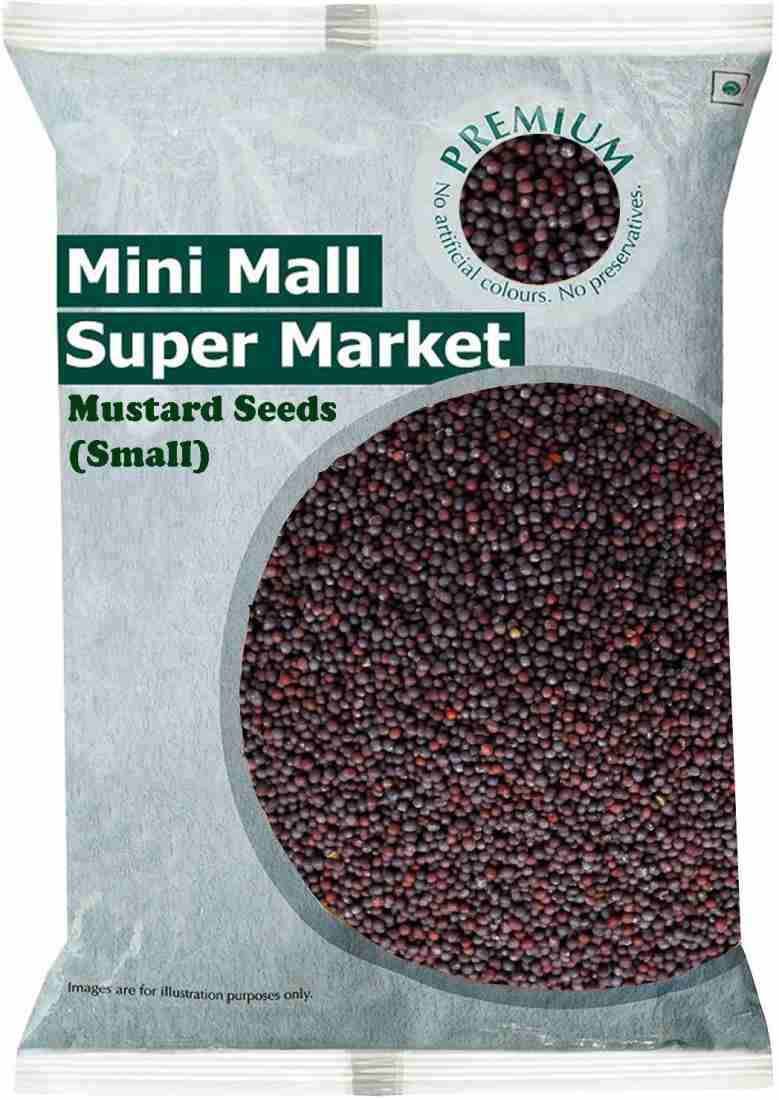 PREMIUM
No artificial colours. No preservatives.
Mini Mall
Super Market
Mustard Seeds
(Small)
Images are for illustration purposes only.